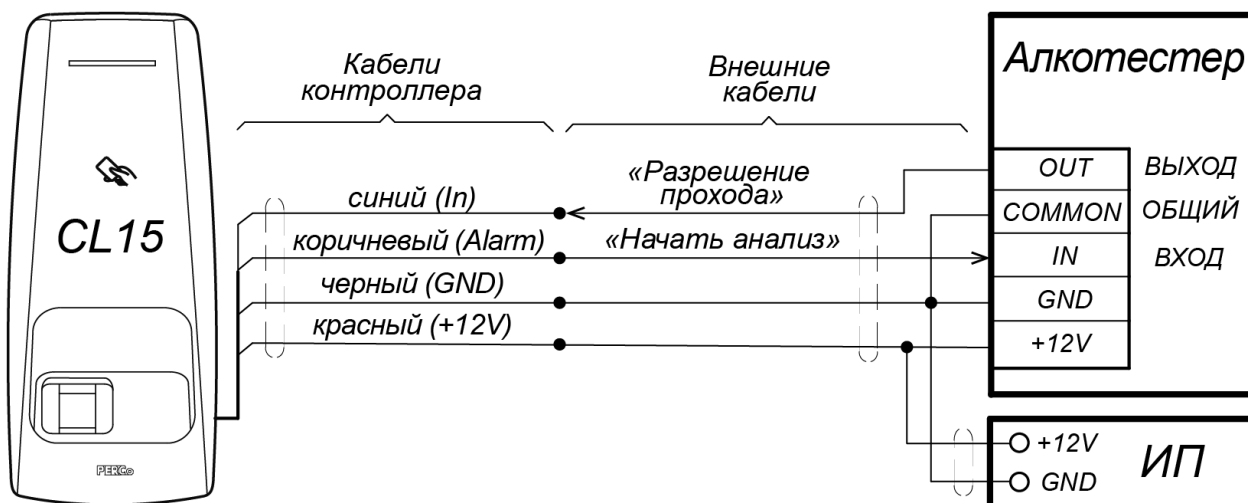 Кабели
контроллера
Внешние
кабели
Алкотестер
CL15
PERCo
синий (In)
коричневый (Alarm)
черный (GND)
красный (+12V)
«Разрешение
прохода»
«Начать анализ»
OUT ВЫХОД
COMMON ОБЩИЙ
IN ВХОД
GND
+12V
+12V
GND
ИП